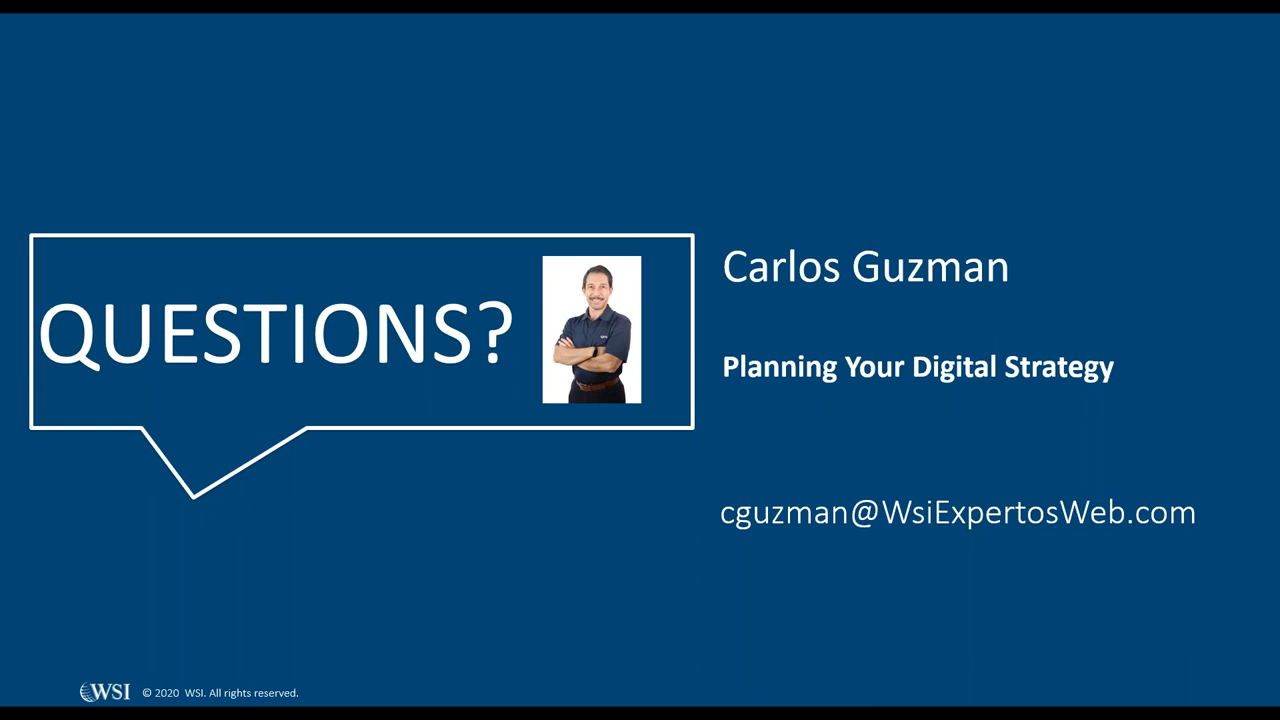 QUESTIONS?
Carlos Guzman
Planning Your Digital Strategy
cguzman@WsiExpertosWeb.com
WSI © 2020 WSI. All rights reserved.